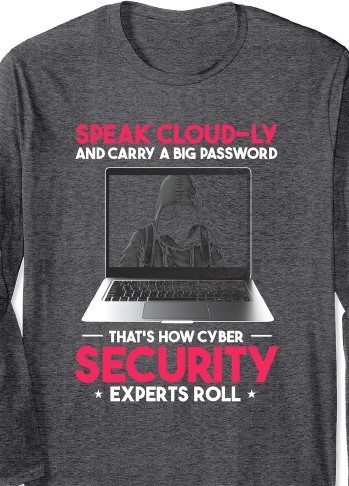 SPEAK CLOUD-LY
AND CARRY A BIG PASSWORD
THAT'S HOW CYBER
SECURITY
EXPERTS ROLL